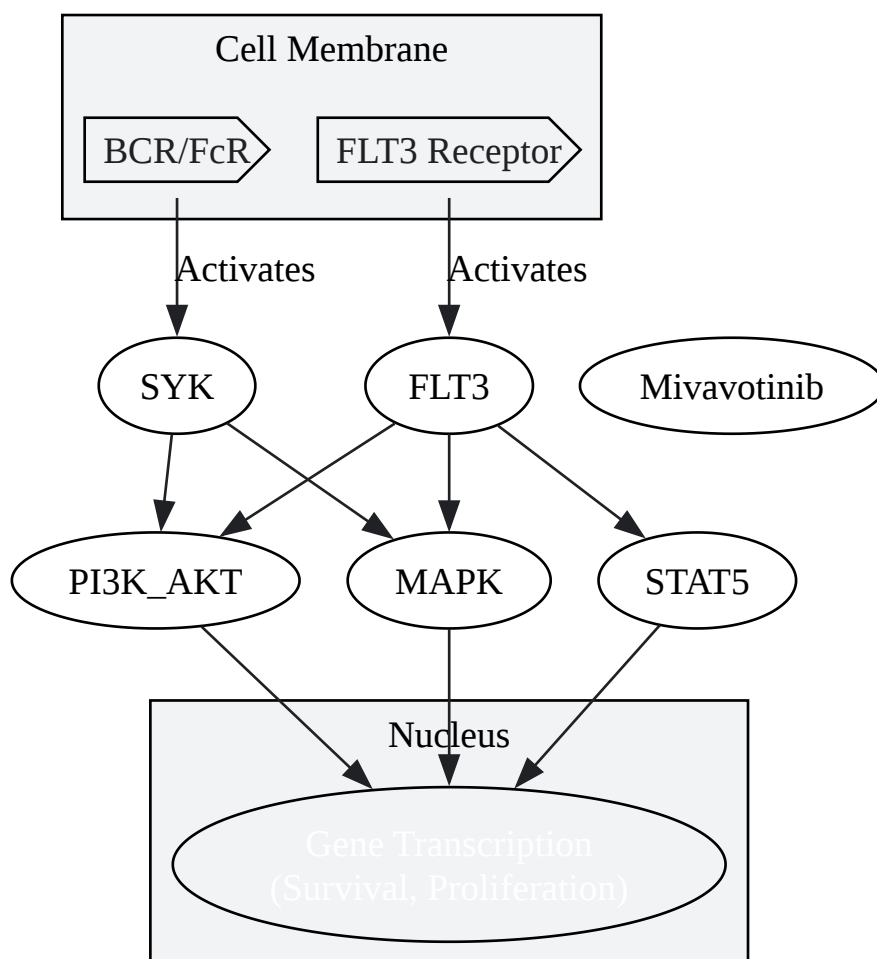 Cell Membrane
BCR/FcR
FLT3 Receptor
Activates
Activates
SYK
FLT3
Mivavotinib
PI3K_AKT
MAPK
STAT5
Nucleus
Gene Transcription
(Survival, Proliferation)